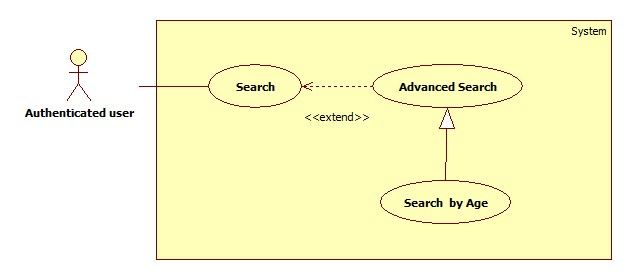 System
Search
Advanced Search
Authenticated user
<<extend>>
Search  by Age